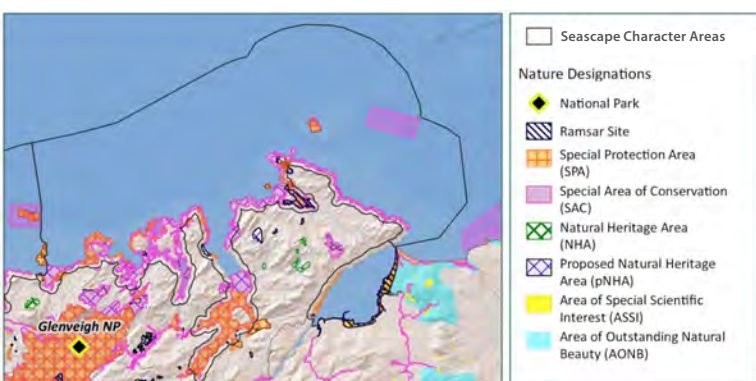 Glenveigh NP
Seascape Character Areas
Nature Designations
National Park
Ramsar Site
Special Protection Area
(SPA)
Special Area of Conservation
(SAC)
Natural Heritage Area
(NHA)
Proposed Natural Heritage
Area (pNHA)
Area of Special Scientific
Interest (ASSI)
Area of Outstanding Natural
Beauty (AONB)